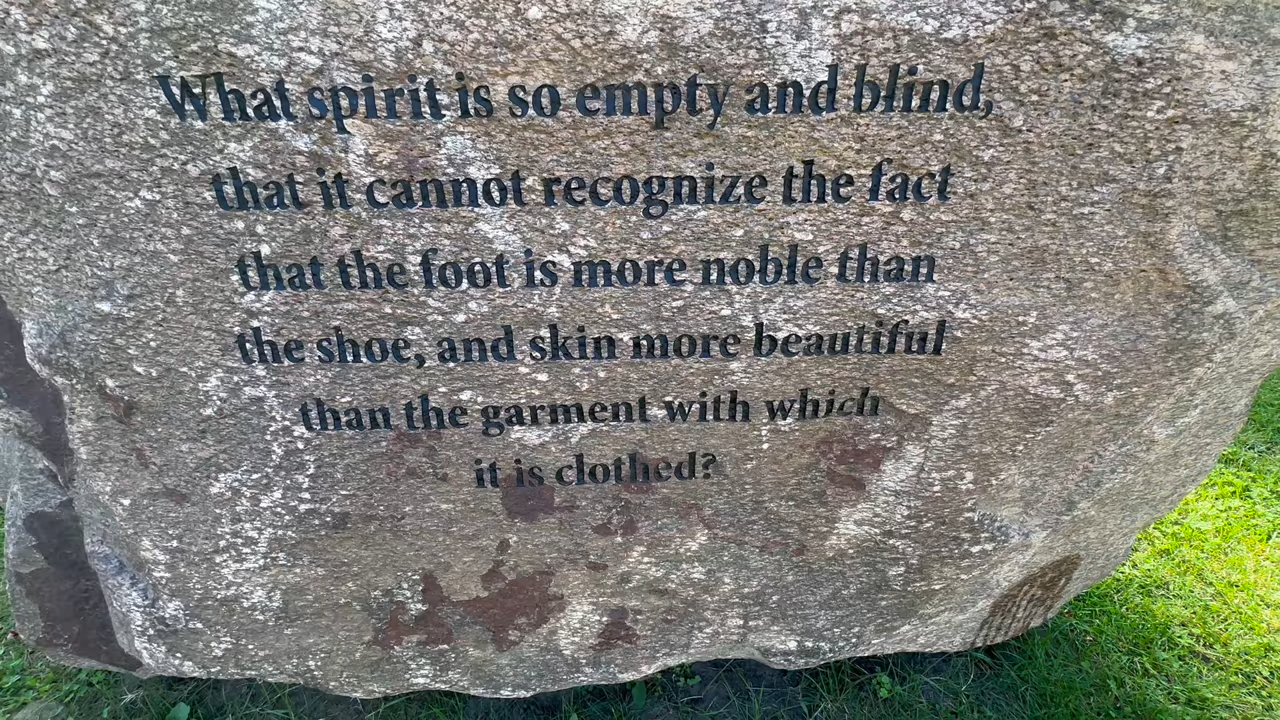 What spirit is so empty and blind,
that it cannot recognize the fact
that the foot is more noble than
the shoe, and skin more beautiful
than the garment with which
it is clothed?